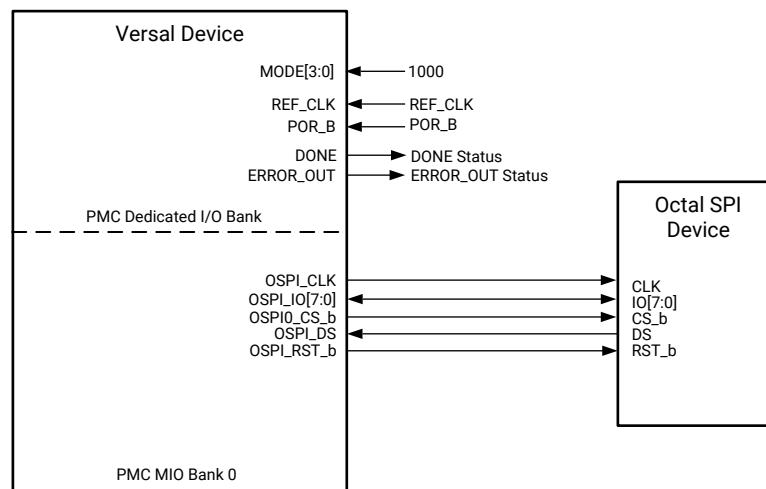 Versal Device
MODE[3:0] 1000
REF_CLK REF_CLK
POR_B POR_B
DONE DONE Status
ERROR_OUT ERROR_OUT Status
PMC Dedicated I/O Bank
Octal SPI
Device
OSPI_CLK CLK
OSPI_IO[7:0] IO[7:0]
OSPI0_CS_b CS_b
OSPI_DS DS
OSPI_RST_b RST_b
PMC MIO Bank 0